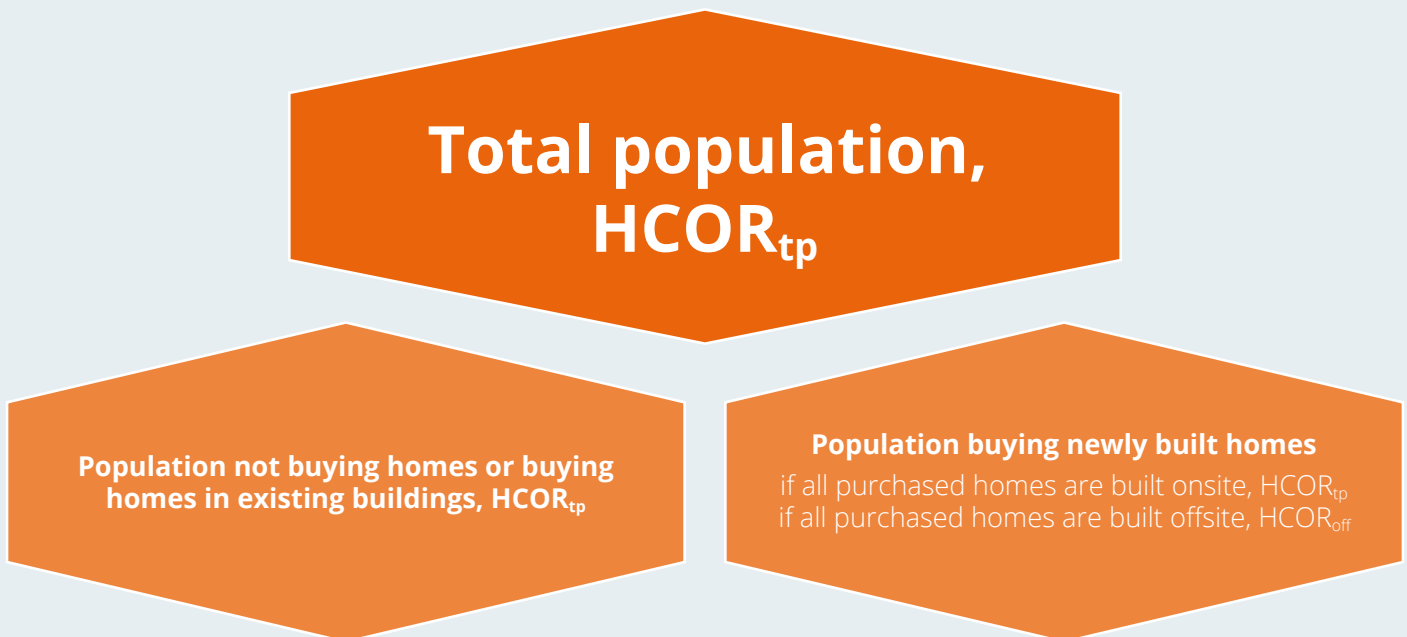 Total population,
HCORtp
Population not buying homes or buying
homes in existing buildings, HCORtp
Population buying newly built homes
if all purchased homes are built onsite, HCORtp
if all purchased homes are built offsite, HCORoff